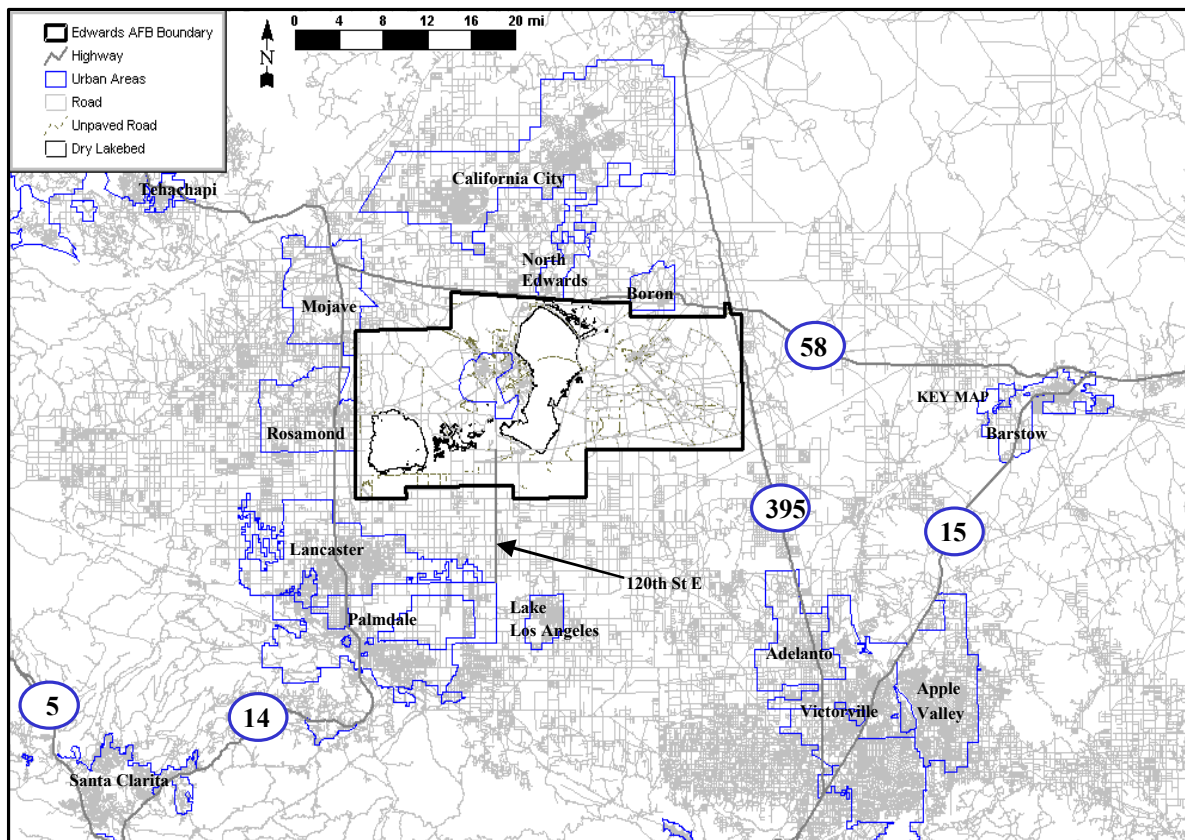 Edwards AFB Boundary
Highway
Urban Areas
Road
Unpaved Road
Dry Lakebed
N
0 4 8 12 16 20 mi
Tehachapi
California City
North
Edwards
Boron
Mojave
58
KEY MAP
Barstow
Rosamond
395
15
Lancaster
120th St E
Lake
Los Angeles
Palmdale
Adelanto
Apple
Valley
Victorville
5
14
Santa Clarita